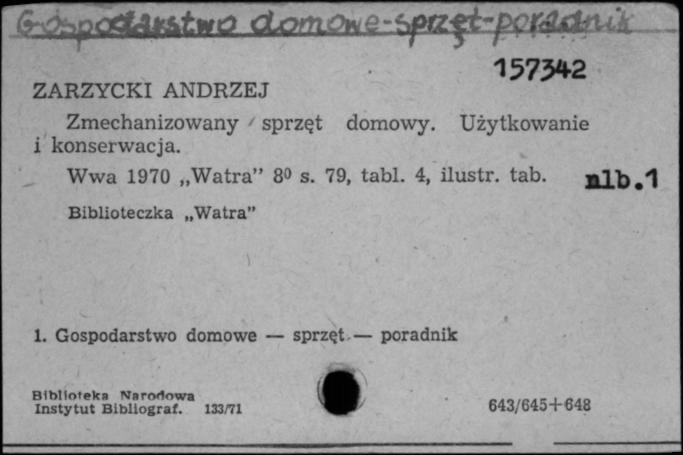 Gospodarstwo domowe-sprzęt-poradnik
157342
ZARZYCKI ANDRZEJ
Zmechanizowany sprzęt domowy. Użytkowanie
i konserwacja.
Wwa 1970 „Watra” 8⁰ s. 79, tabl. 4, ilustr. tab. nlb.1
Biblioteczka „Watra”
1. Gospodarstwo domowe — sprzęt — poradnik
Biblioteka Narodowa
Instytut Bibliograf. 133/71
643/645+648